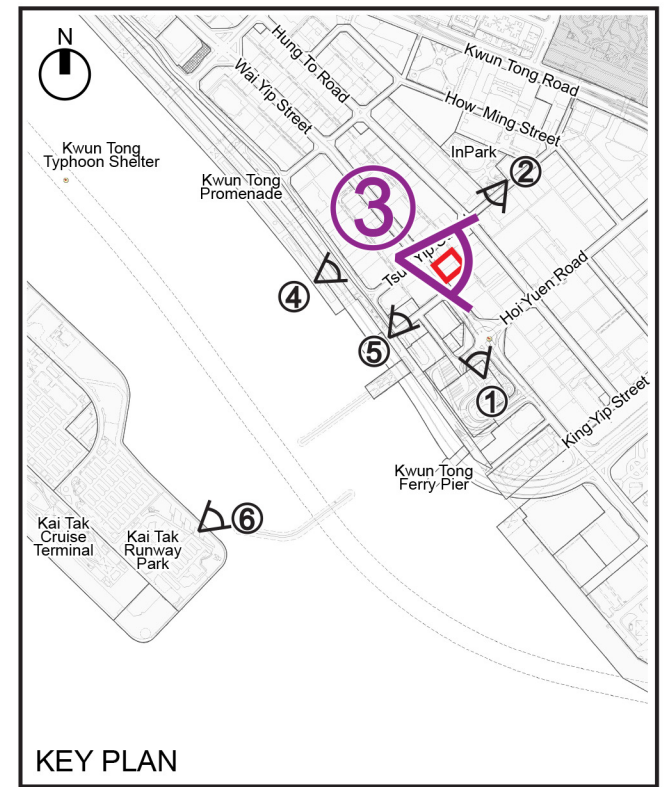 N
Kwun Tong Road
Hung To Road
Wai Yip Street
How Ming Street
Kwun Tong
Typhoon Shelter
InPark
②
Kwun Tong
Promenade
③
Hoi Yuen Road
④
⑤
①
King Yip Street
Kwun Tong
Ferry Pier
⑥
Kai Tak
Cruise
Terminal
Kai Tak
Runway
Park
KEY PLAN